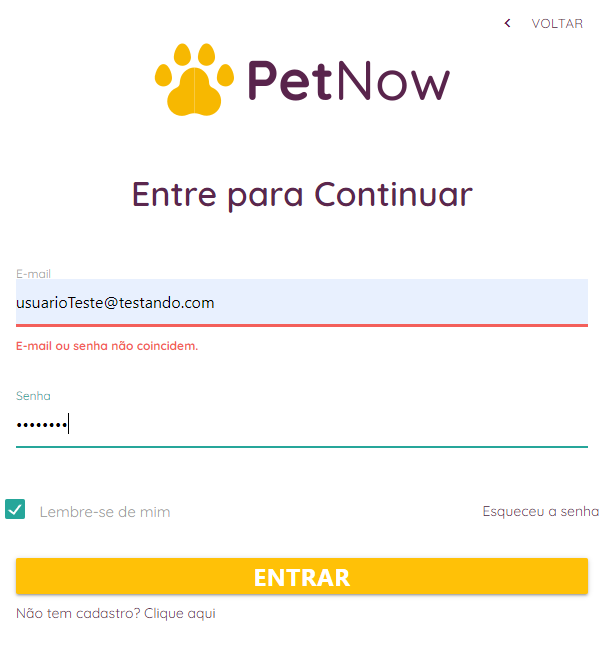 VOLTAR
PetNow
Entre para Continuar
E-mail
usuarioTeste@testando.com
E-mail ou senha não coincidem.
Senha
••••••••
Lembre-se de mim
Esqueceu a senha
ENTRAR
Não tem cadastro? Clique aqui